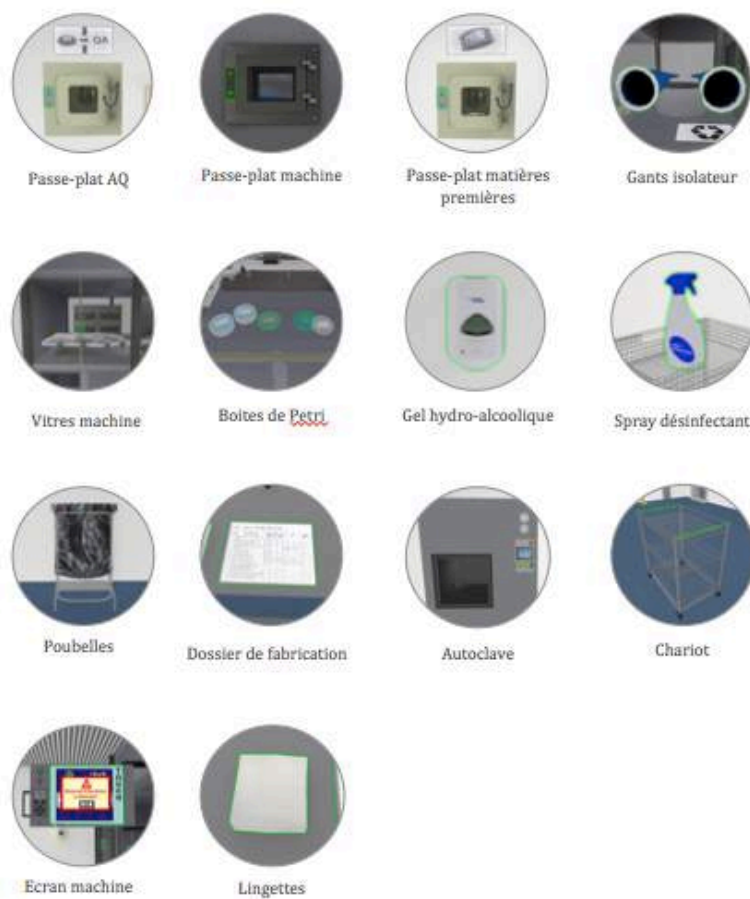 QA
Passe-plat AQ
Passe-plat machine
Passe-plat matières
premières
Gants isolateur
Vitres machine
Boites de Petri
Gel hydro-alcoolique
Spray désinfectant
Poubelles
Dossier de fabrication
Autoclave
Chariot
Ecran machine
Lingettes